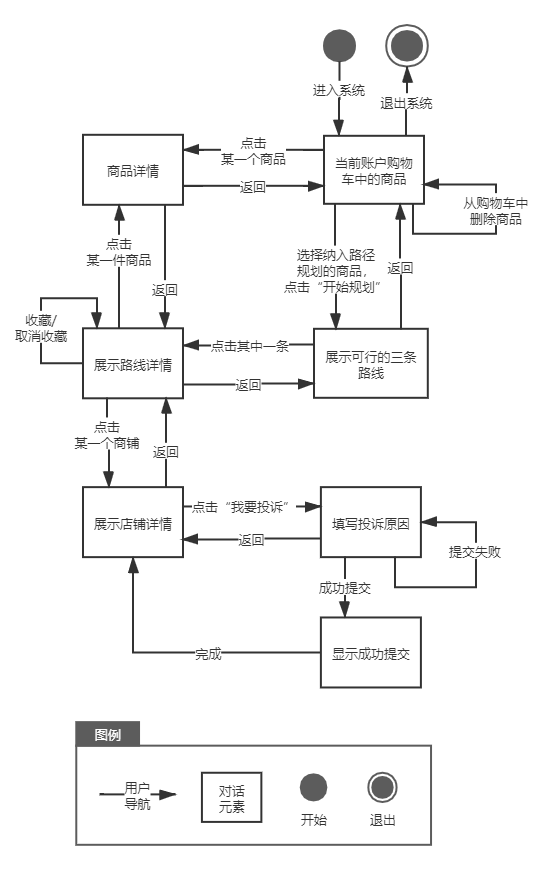 进入系统
退出系统
点击
某一个商品
商品详情
当前账户购物
车中的商品
返回
从购物车中
删除商品
点击
某一件商品
选择纳入路径
规划的商品，
点击“开始规划”
返回
返回
收藏/
取消收藏
点击其中一条
展示路线详情
展示可行的三条
路线
返回
点击
某一个商铺
返回
点击“我要投诉”
展示店铺详情
填写投诉原因
返回
提交失败
成功提交
完成
显示成功提交
图例
用户
导航
对话
元素
开始
退出